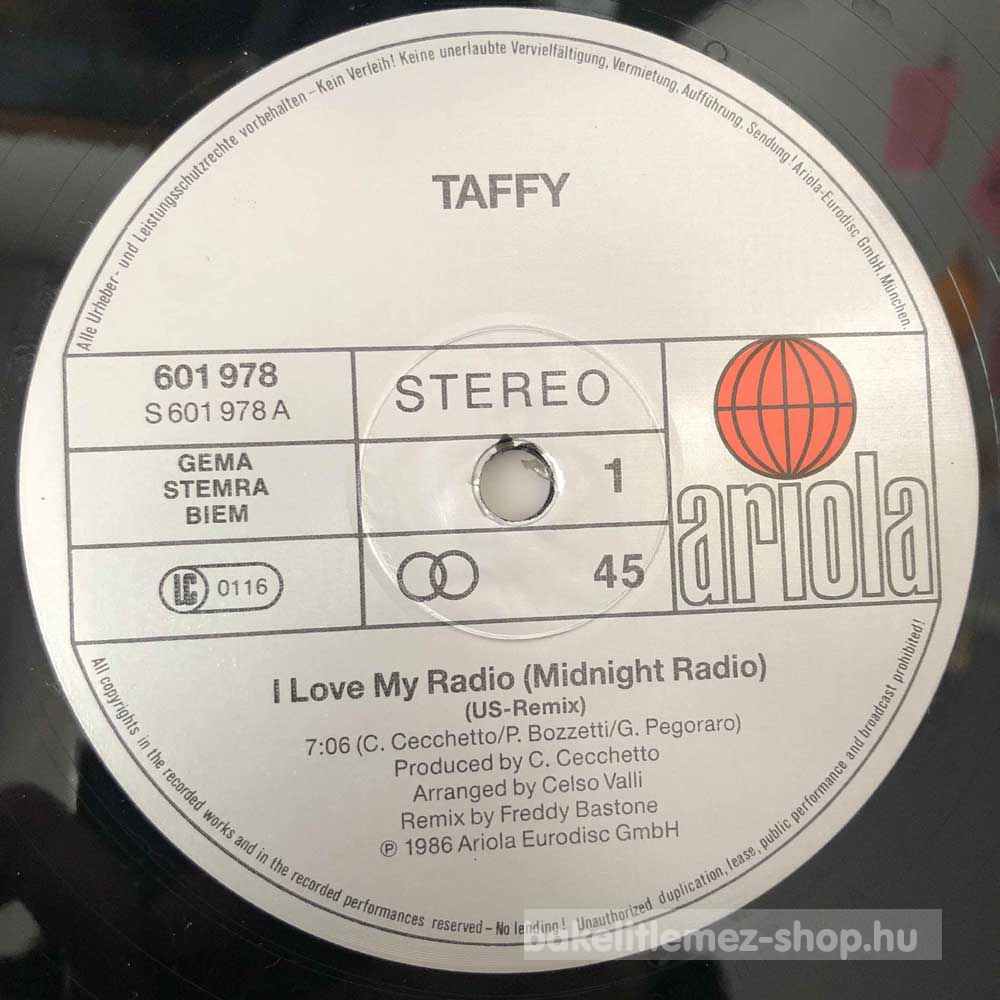 Alle Urheber- und Leistungsschutzrechte vorbehalten – Kein Verleih! Keine unerlaubte Vervielfältigung, Vermietung, Aufführung, Sendung! Ariola-Eurodisc GmbH, München.
TAFFY
601 978
S 601 978 A
STEREO
GEMA
STEMRA
BIEM
1
ariola
LC 0116
45
I Love My Radio (Midnight Radio)
(US-Remix)
7:06 (C. Cecchetto/P. Bozzetti/G. Pegoraro)
Produced by C. Cecchetto
Arranged by Celso Valli
Remix by Freddy Bastone
℗ 1986 Ariola Eurodisc GmbH
All copyrights in the recorded works and in the recorded performances reserved – No lending! Unauthorized duplication, lease, public performance and broadcast prohibited!
bakelitlemez-shop.hu